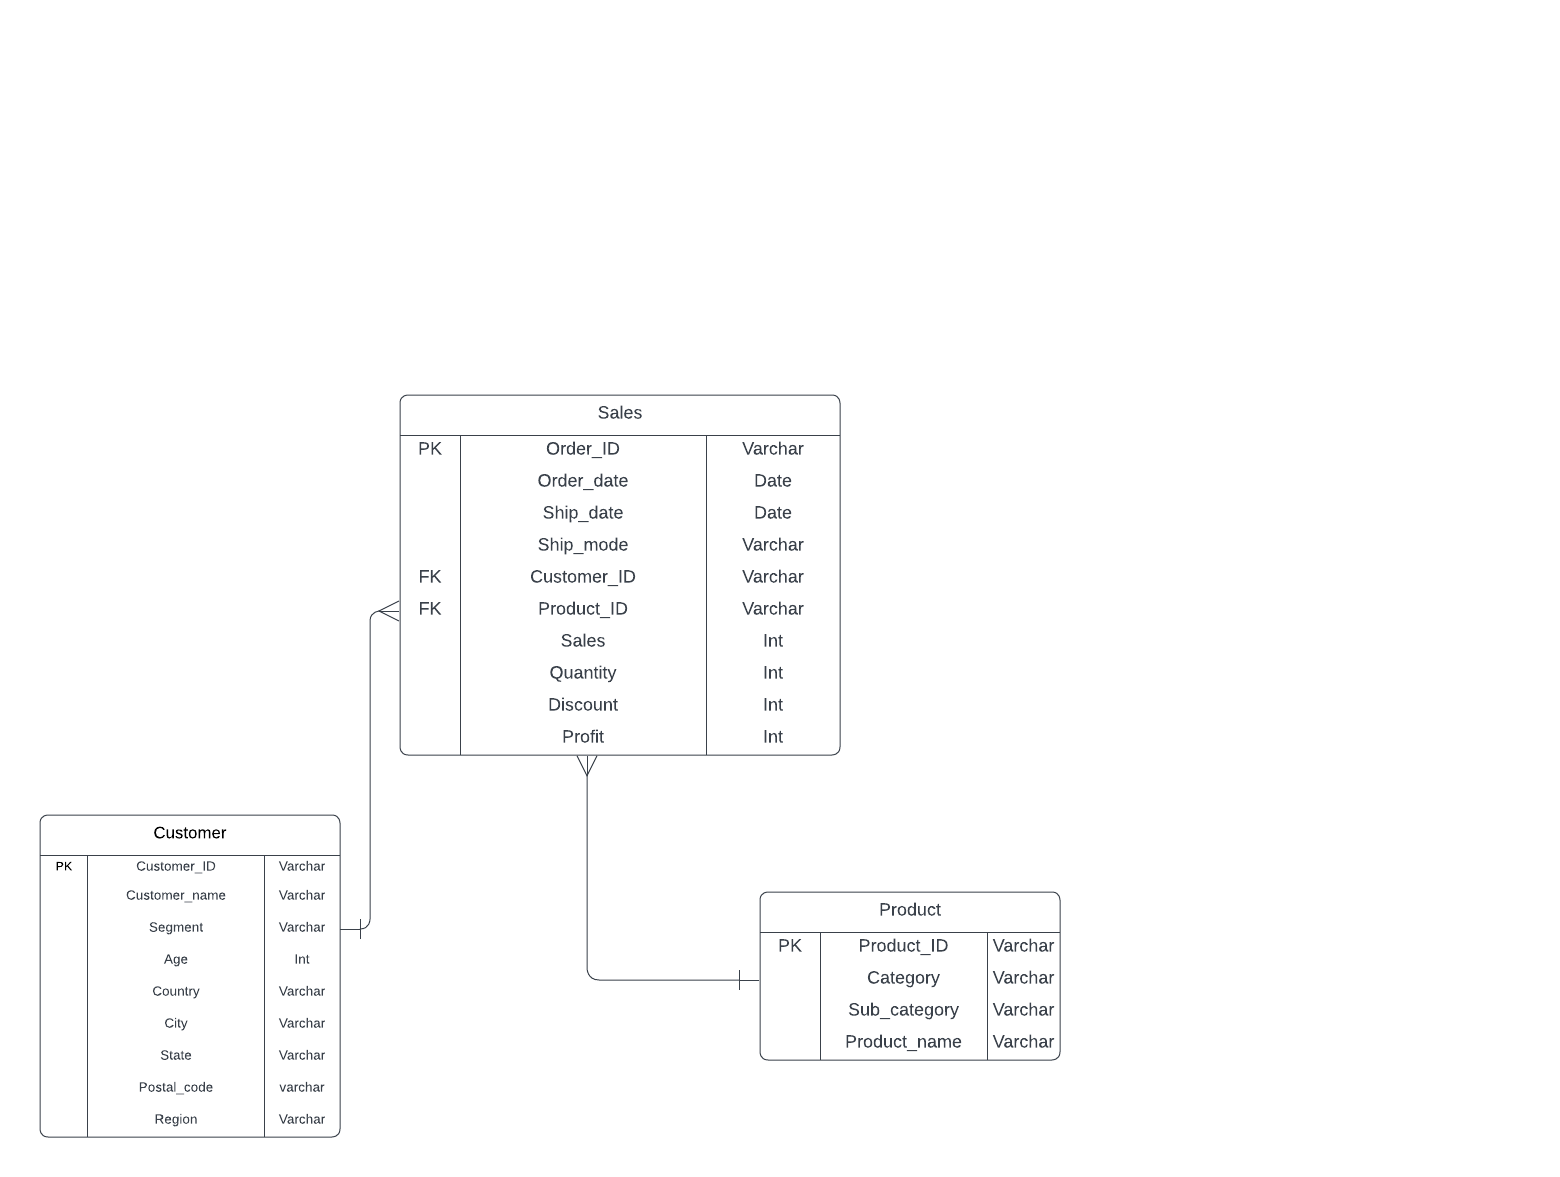 Sales
PK Order_ID Varchar
Order_date Date
Ship_date Date
Ship_mode Varchar
FK Customer_ID Varchar
FK Product_ID Varchar
Sales Int
Quantity Int
Discount Int
Profit Int
Customer
PK Customer_ID Varchar
Customer_name Varchar
Segment Varchar
Age Int
Country Varchar
City Varchar
State Varchar
Postal_code varchar
Region Varchar
Product
PK Product_ID Varchar
Category Varchar
Sub_category Varchar
Product_name Varchar